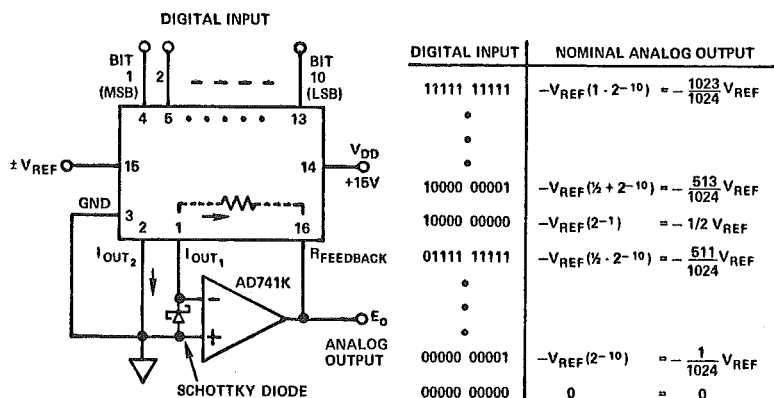 DIGITAL INPUT
BIT 1 (MSB)
2
BIT 10 (LSB)
4 5 13
± VREF 15
14 VDD +15V
GND 3
2 1 16
IOUT2
IOUT1
RFEEDBACK
AD741K
−
+
E0
ANALOG OUTPUT
SCHOTTKY DIODE
DIGITAL INPUT NOMINAL ANALOG OUTPUT
11111 11111 −VREF (1 - 2−10) = − 1023/1024 VREF
10000 00001 −VREF (½ + 2−10) = − 513/1024 VREF
10000 00000 −VREF (2−1) = − 1/2 VREF
01111 11111 −VREF (½ - 2−10) = − 511/1024 VREF
00000 00001 −VREF (2−10) = − 1/1024 VREF
00000 00000 0 = 0